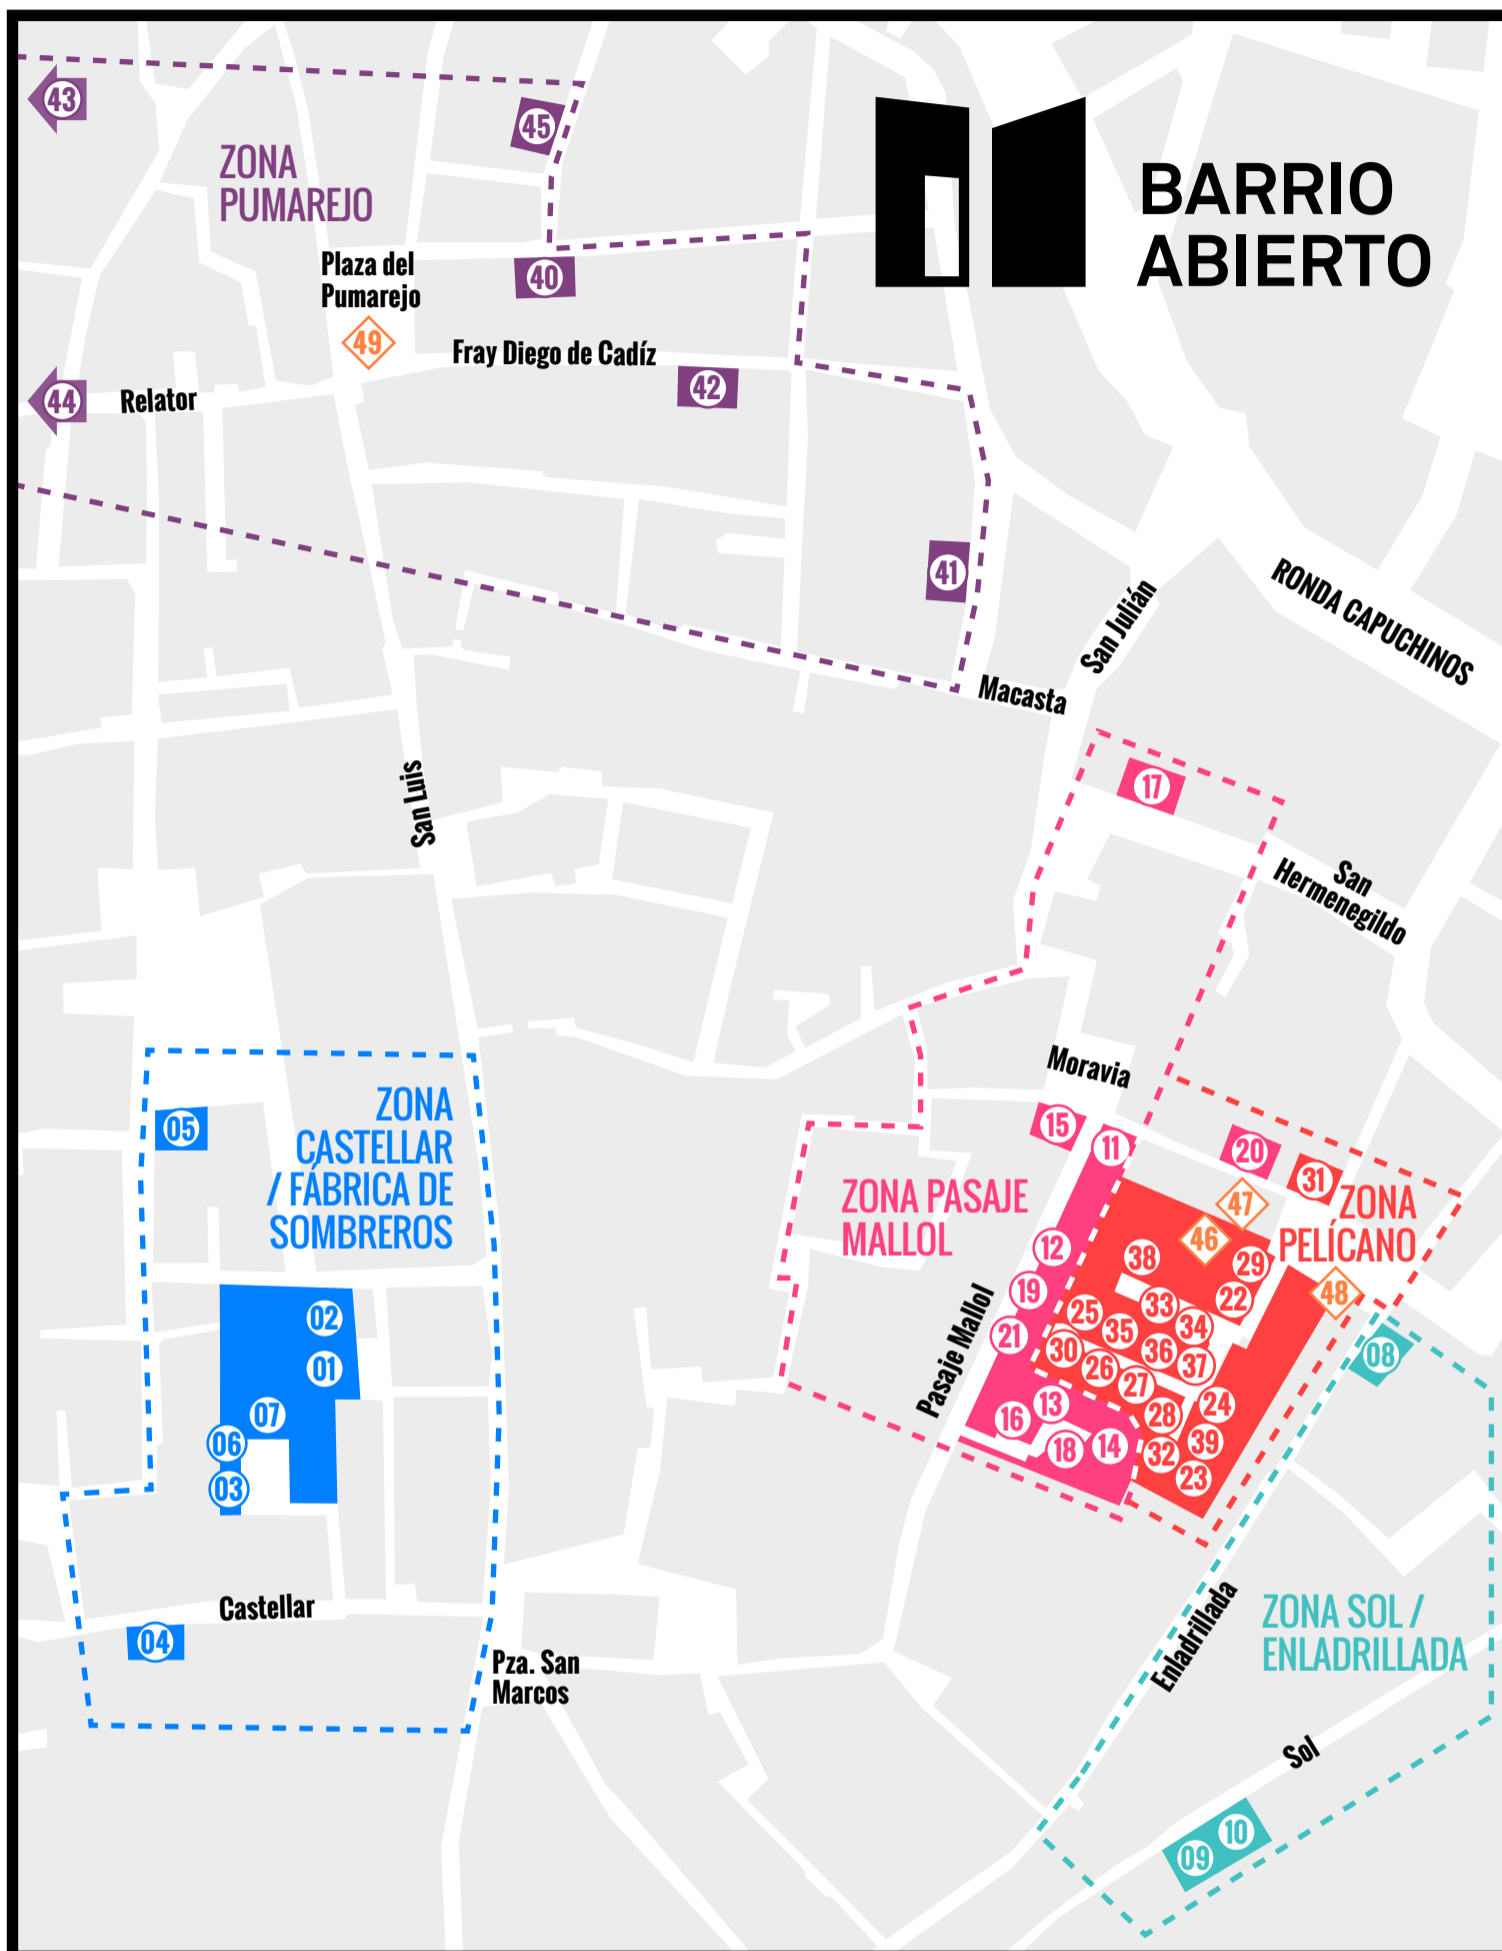 43
45
ZONA
PUMAREJO
BARRIO
ABIERTO
Plaza del
Pumarejo
40
49
Fray Diego de Cadíz
42
44
Relator
41
San Julián
RONDA CAPUCHINOS
Macasta
San Luis
17
San
Hermenegildo
Moravia
ZONA
CASTELLAR
/ FÁBRICA DE
SOMBREROS
05
15
11
20
31
ZONA PASAJE
MALLOL
ZONA
PELÍCANO
47
46
12
38
29
48
19
33
22
02
25
35
34
21
30
36
08
01
26
37
27
Pasaje Mallol
07
16
13
28
24
06
18
14
32
39
03
23
Castellar
04
Enladrillada
ZONA SOL /
ENLADRILLADA
Pza. San
Marcos
Sol
10
09